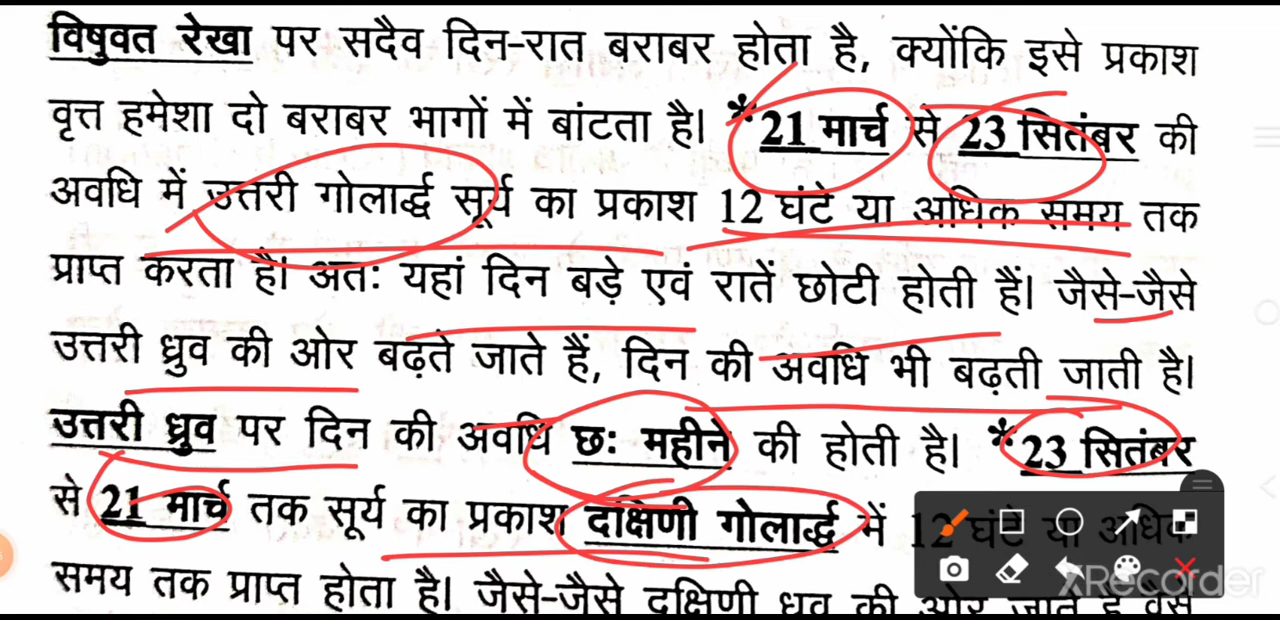 विषुवत रेखा पर सदैव दिन-रात बराबर होता है, क्योंकि इसे प्रकाश
वृत्त हमेशा दो बराबर भागों में बांटता है। *21 मार्च से 23 सितंबर की
अवधि में उत्तरी गोलार्द्ध सूर्य का प्रकाश 12 घंटे या अधिक समय तक
प्राप्त करता है। अतः यहां दिन बड़े एवं रातें छोटी होती हैं। जैसे-जैसे
उत्तरी ध्रुव की ओर बढ़ते जाते हैं, दिन की अवधि भी बढ़ती जाती है।
उत्तरी ध्रुव पर दिन की अवधि छः महीने की होती है। *23 सितंबर
से 21 मार्च तक सूर्य का प्रकाश दक्षिणी गोलार्द्ध में 12 घंटे या अधिक
समय तक प्राप्त होता है। जैसे-जैसे दक्षिणी ध्रुव की ओर जाते हैं वैसे
XRecorder